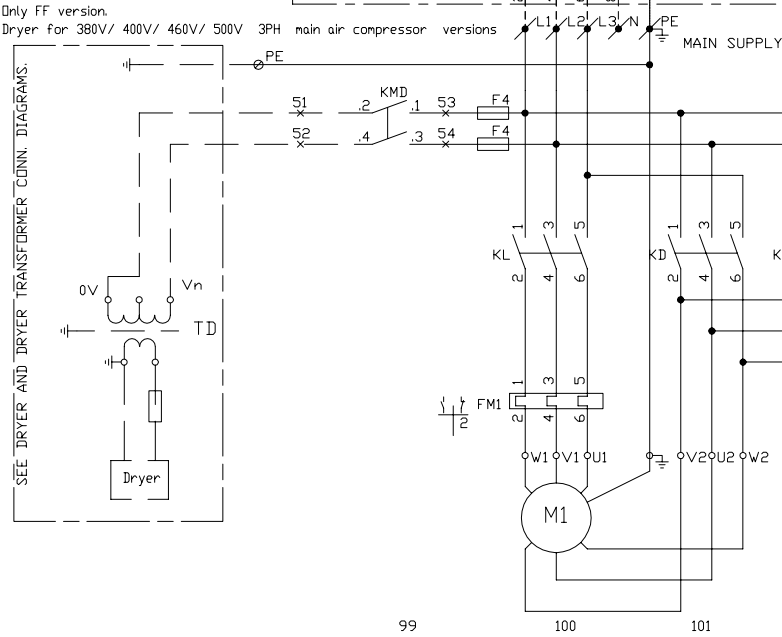 Only FF version.
Dryer for 380V/ 400V/ 460V/ 500V 3PH main air compressor versions
L1 L2 L3 N PE
MAIN SUPPLY
PE
SEE DRYER AND DRYER TRANSFORMER CONN. DIAGRAMS.
51 .2 KMD .1 53 F4
52 .4 .3 54 F4
KL 1 3 5
2 4 6
KD 1 3 5
2 4 6
K
0V Vn
TD
FM1 1 3 5
2 4 6
2
Dryer
W1 V1 U1 V2 U2 W2
M1
99 100 101